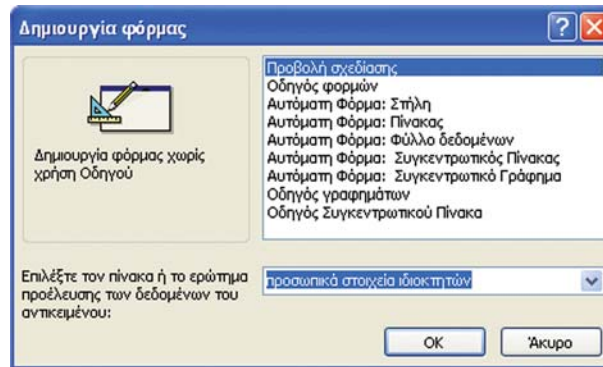 Δημιουργία φόρμας
Προβολή σχεδίασης
Οδηγός φορμών
Αυτόματη Φόρμα: Στήλη
Αυτόματη Φόρμα: Πίνακας
Αυτόματη Φόρμα: Φύλλο δεδομένων
Αυτόματη Φόρμα: Συγκεντρωτικός Πίνακας
Αυτόματη Φόρμα: Συγκεντρωτικό Γράφημα
Οδηγός γραφημάτων
Οδηγός Συγκεντρωτικού Πίνακα
Δημιουργία φόρμας χωρίς
χρήση Οδηγού
Επιλέξτε τον πίνακα ή το ερώτημα
προέλευσης των δεδομένων του
αντικειμένου:
προσωπικά στοιχεία ιδιοκτητών
OK
Άκυρο